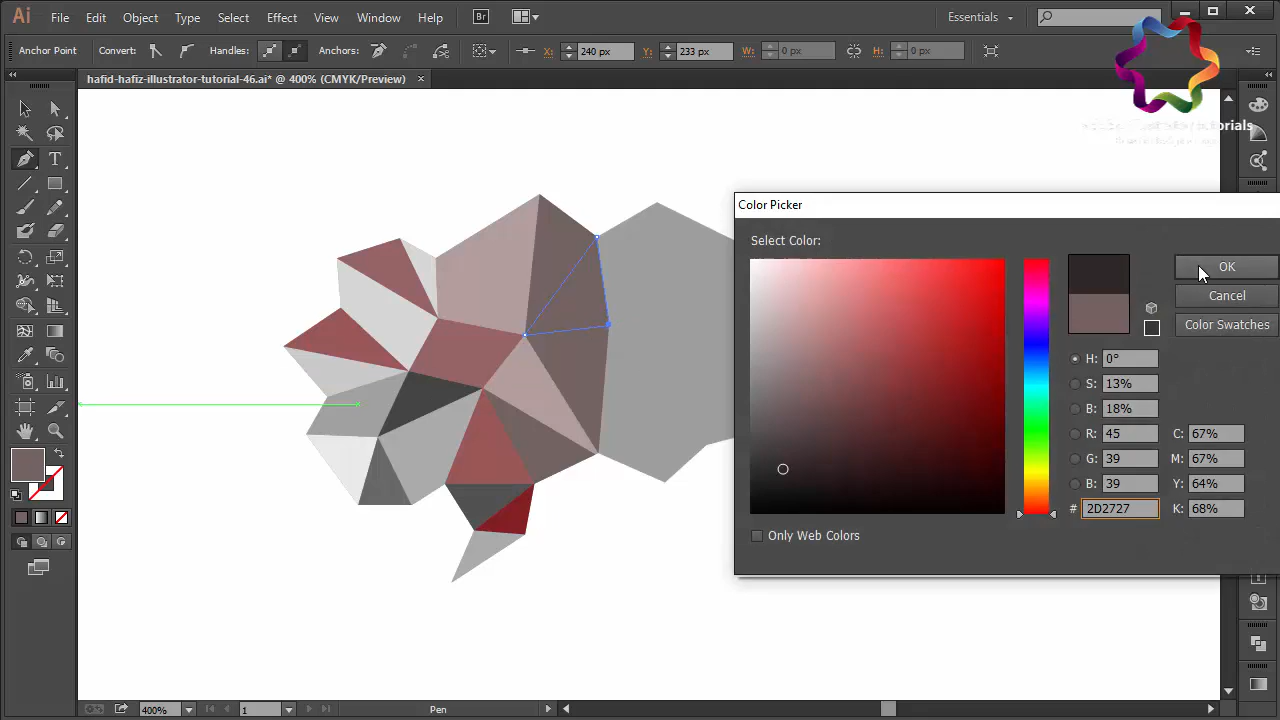 Ai File Edit Object Type Select Effect View Window Help Br Essentials
Anchor Point Convert: Handles: Anchors: X: 240 px Y: 233 px W: 0 px H: 0 px
hafid-hafiz-illustrator-tutorial-46.ai* @ 400% (CMYK/Preview)
Color Picker
Select Color:
OK
Cancel
Color Swatches
H: 0°
S: 13%
B: 18%
R: 45 C: 67%
G: 39 M: 67%
B: 39 Y: 64%
# 2D2727 K: 68%
Only Web Colors
400% 1 Pen